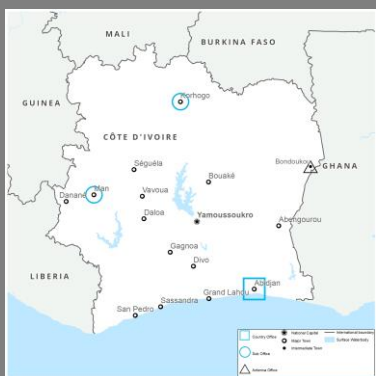 MALI
BURKINA FASO
GUINEA
Korhogo
CÔTE D'IVOIRE
Bondoukou
GHANA
Séguéla
Bouaké
Man
Danané
Vavoua
Daloa
Yamoussoukro
Abengourou
Gagnoa
Divo
LIBERIA
Abidjan
Grand Lahou
Sassandra
San Pedro
Country Office
National Capital
International boundary
Major Town
Surface Waterbody
Sub Office
Intermediate Town
Antenna Office